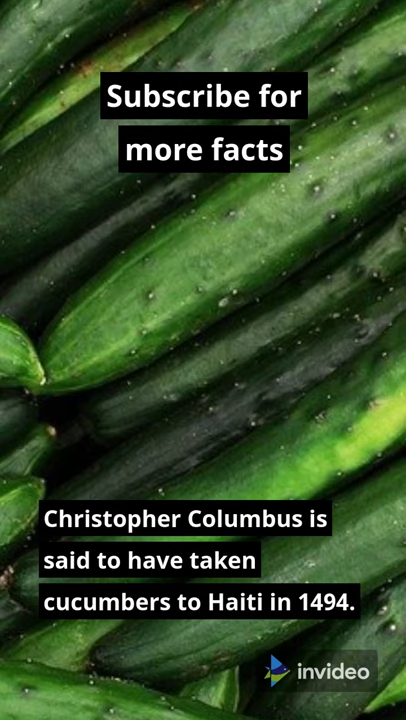 Subscribe for
more facts
Christopher Columbus is
said to have taken
cucumbers to Haiti in 1494.
invideo